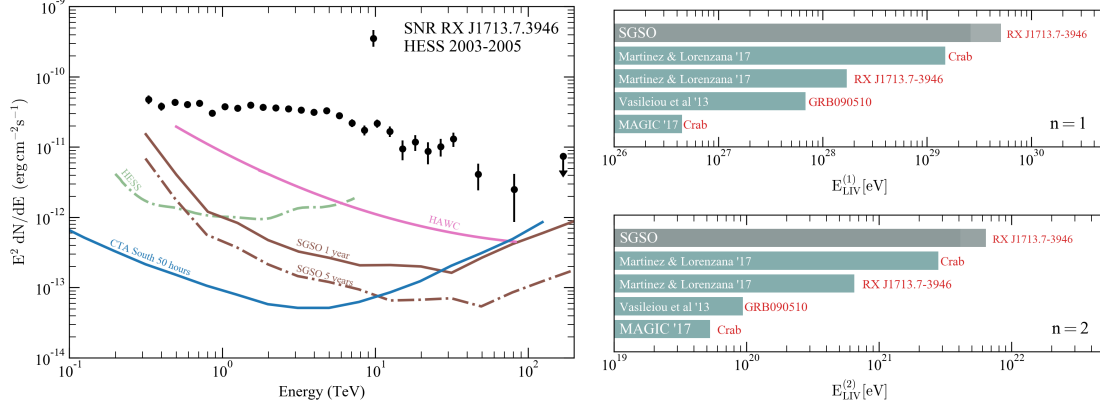 10^-9
10^-10
10^-11
10^-12
10^-13
10^-14
E^2 dN/dE (erg cm^-2 s^-1)
SNR RX J1713.7.3946
HESS 2003-2005
HESS
HAWC
CTA South 50 hours
SGSO 1 year
SGSO 5 years
10^-1
10^0
10^1
10^2
Energy (TeV)
SGSO
RX J1713.7-3946
Martinez & Lorenzana '17
Crab
Martinez & Lorenzana '17
RX J1713.7-3946
Vasileiou et al '13
GRB090510
MAGIC '17
Crab
n = 1
10^26
10^27
10^28
10^29
10^30
E_LIV^(1) [eV]
SGSO
RX J1713.7-3946
Martinez & Lorenzana '17
Crab
Martinez & Lorenzana '17
RX J1713.7-3946
Vasileiou et al '13
GRB090510
MAGIC '17
Crab
n = 2
10^19
10^20
10^21
10^22
E_LIV^(2) [eV]